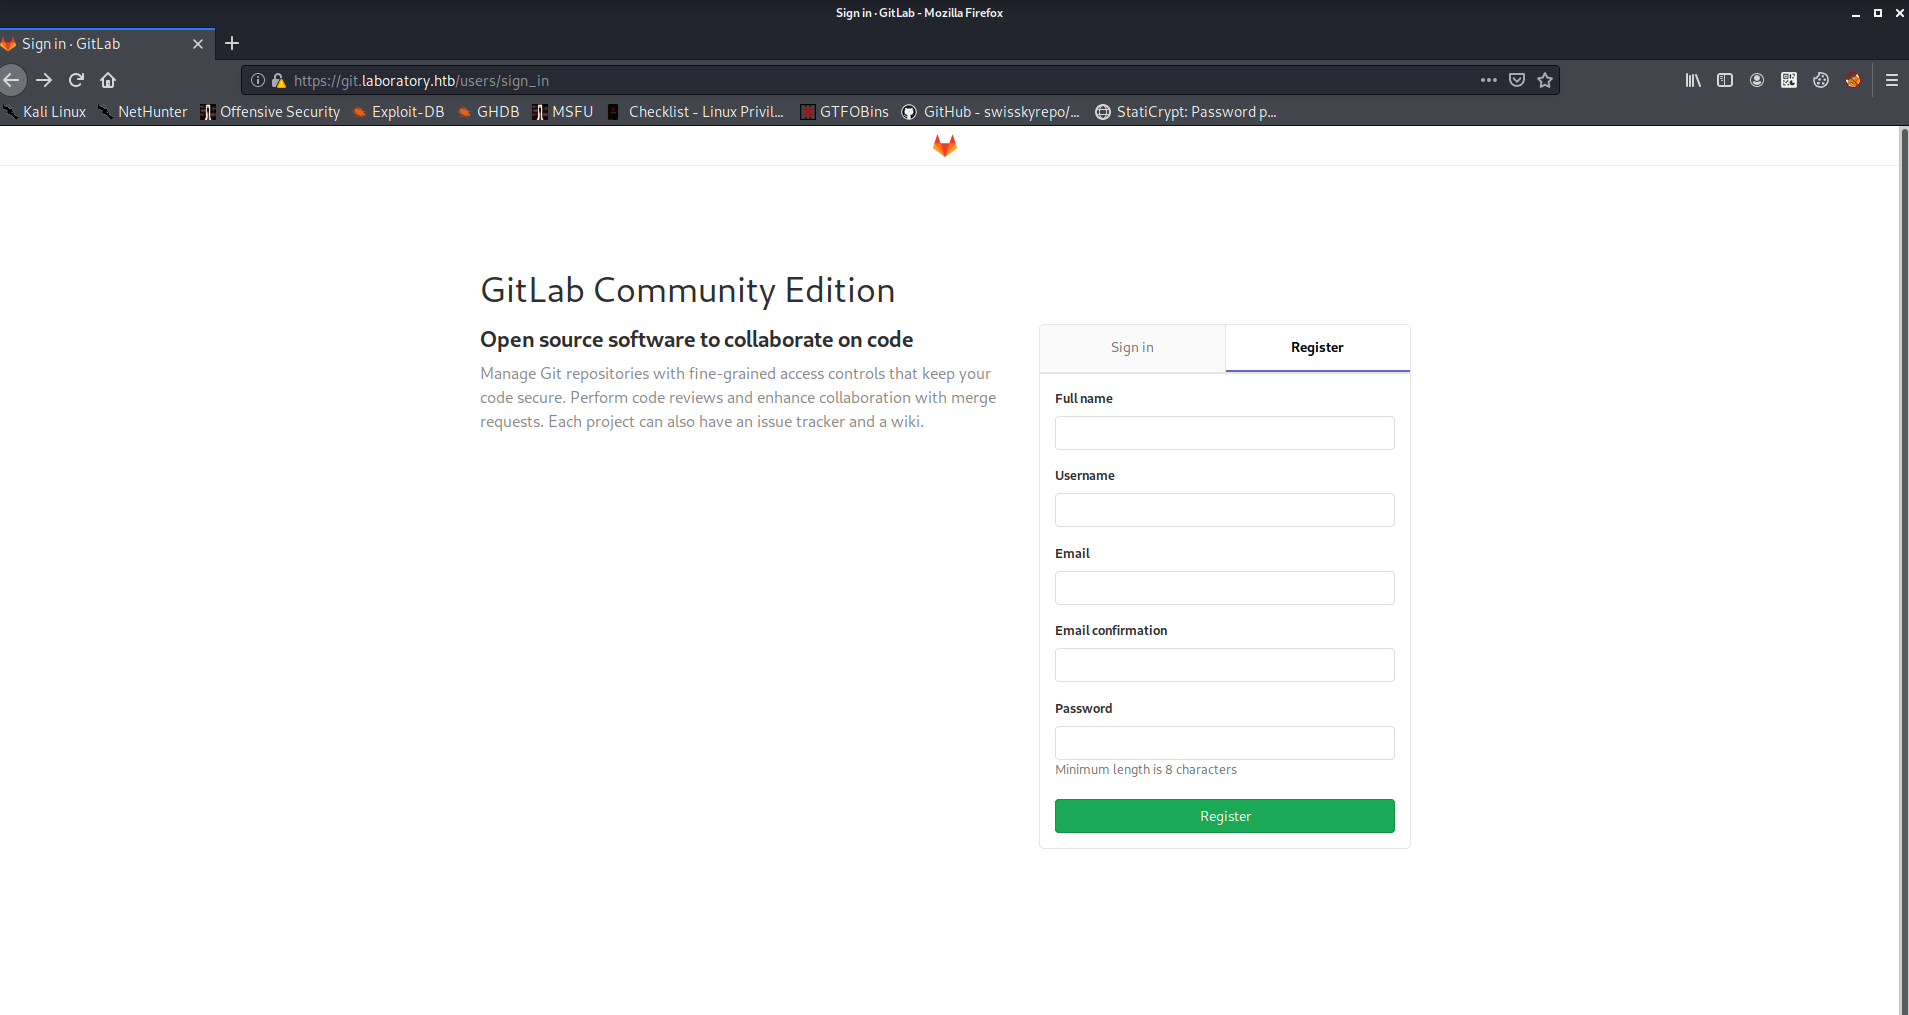 Sign in · GitLab - Mozilla Firefox
Sign in · GitLab
https://git.laboratory.htb/users/sign_in
Kali Linux NetHunter Offensive Security Exploit-DB GHDB MSFU Checklist - Linux Privil... GTFOBins GitHub - swisskyrepo/... StatiCrypt: Password p...
GitLab Community Edition
Open source software to collaborate on code
Manage Git repositories with fine-grained access controls that keep your
code secure. Perform code reviews and enhance collaboration with merge
requests. Each project can also have an issue tracker and a wiki.
Sign in Register
Full name
Username
Email
Email confirmation
Password
Minimum length is 8 characters
Register